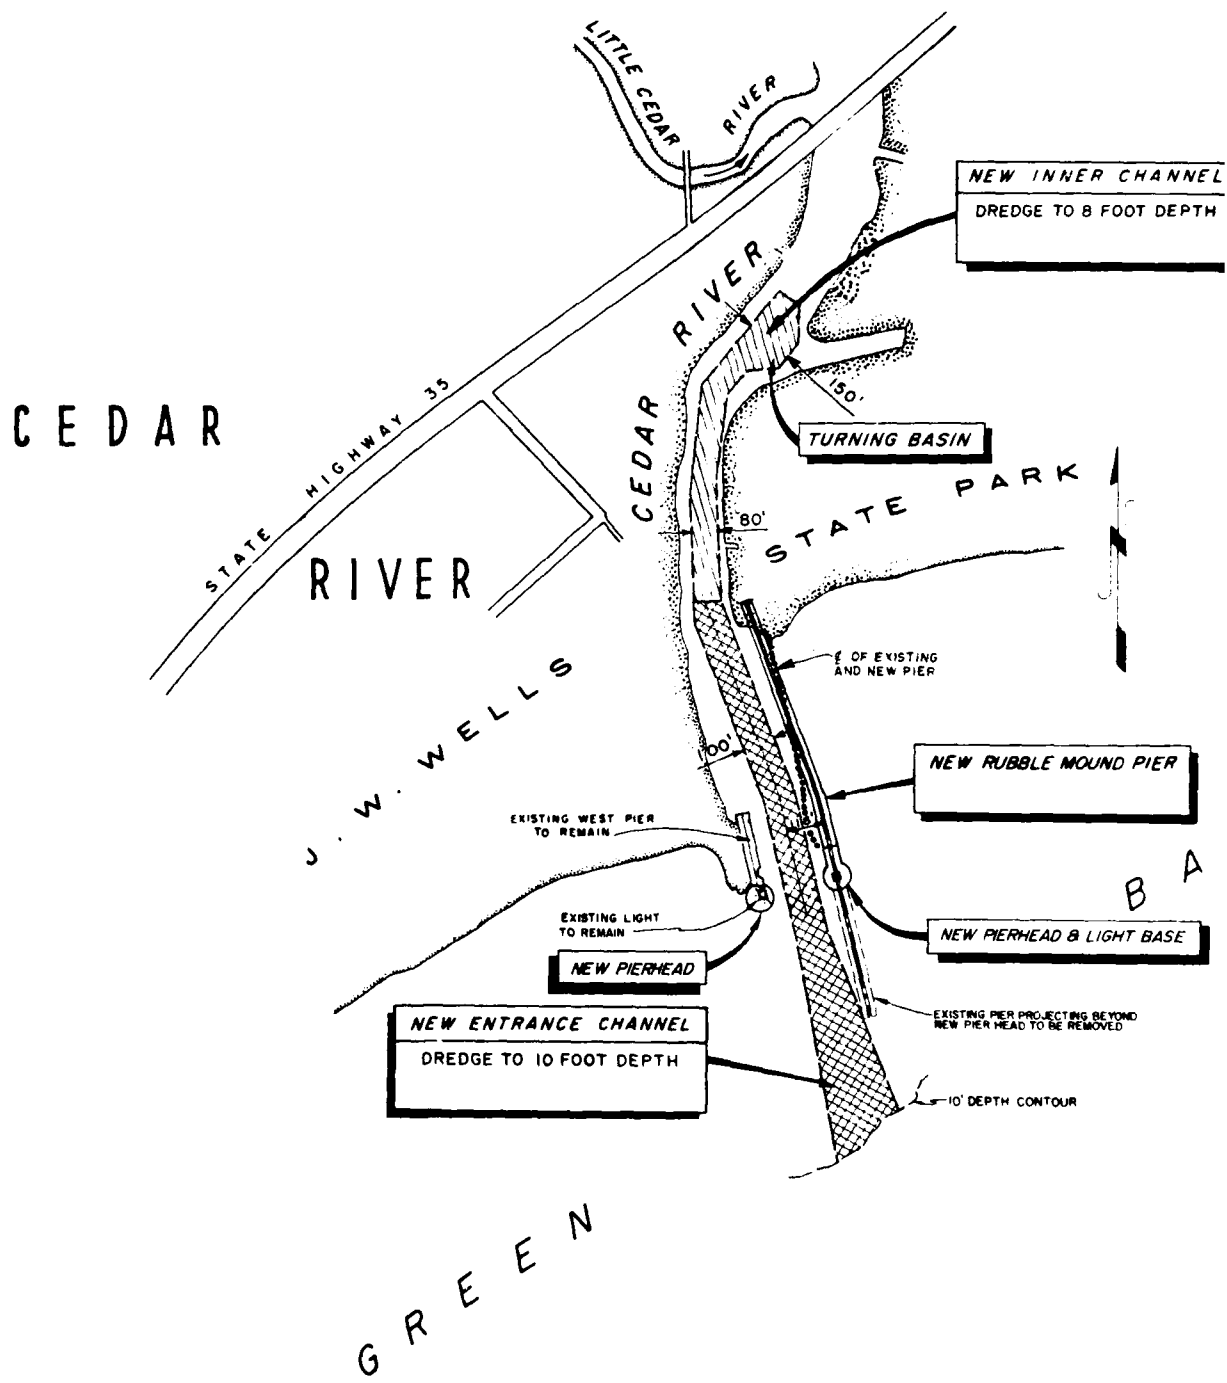 LITTLE CEDAR RIVER
NEW INNER CHANNEL
DREDGE TO 8 FOOT DEPTH
CEDAR RIVER
150'
STATE HIGHWAY 35
CEDAR
RIVER
TURNING BASIN
80'
J. W. WELLS STATE PARK
℄ OF EXISTING
AND NEW PIER
00'
NEW RUBBLE MOUND PIER
EXISTING WEST PIER
TO REMAIN
EXISTING LIGHT
TO REMAIN
NEW PIERHEAD & LIGHT BASE
NEW PIERHEAD
NEW ENTRANCE CHANNEL
DREDGE TO 10 FOOT DEPTH
EXISTING PIER PROJECTING BEYOND
NEW PIER HEAD TO BE REMOVED
10' DEPTH CONTOUR
GREEN BA